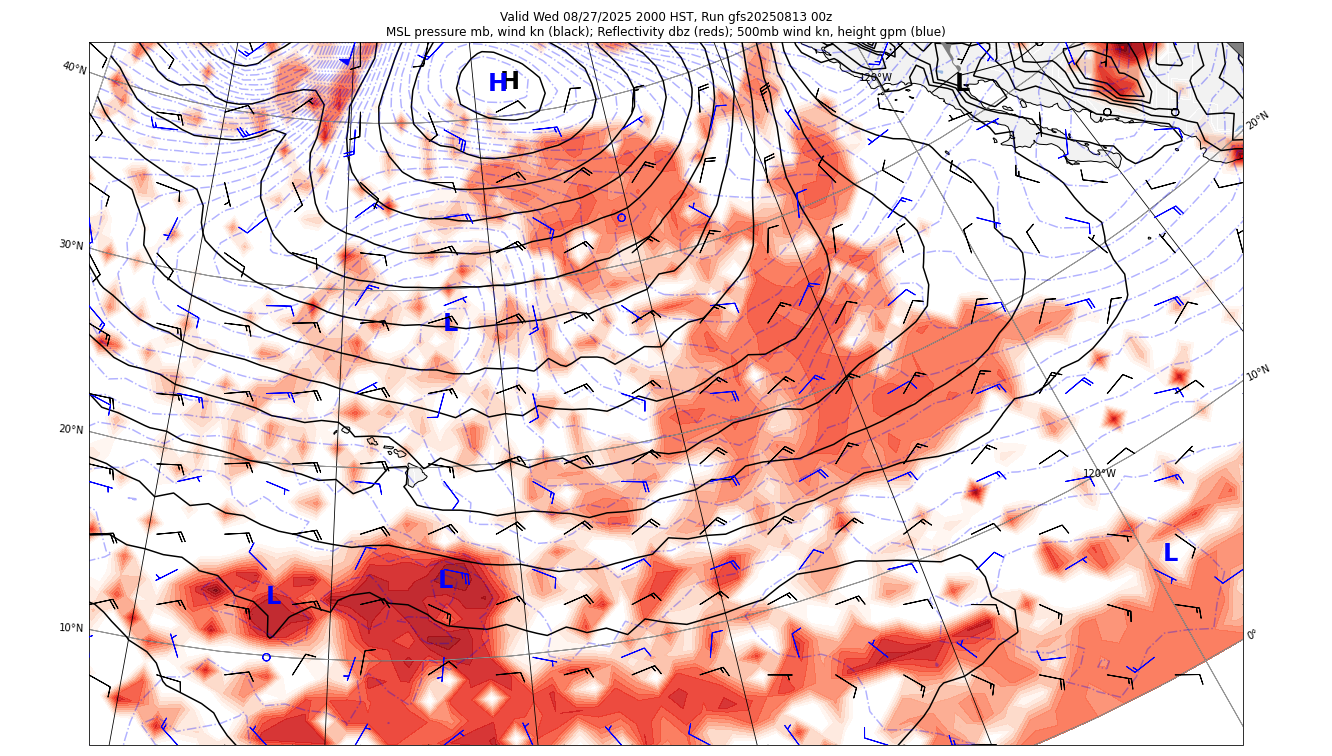 Valid Wed 08/27/2025 2000 HST, Run gfs20250813 00z
MSL pressure mb, wind kn (black); Reflectivity dbz (reds); 500mb wind kn, height gpm (blue)
40°N
H H
120°W
L
20°N
30°N
L
10°N
20°N
120°W
L
L
L
10°N
0°